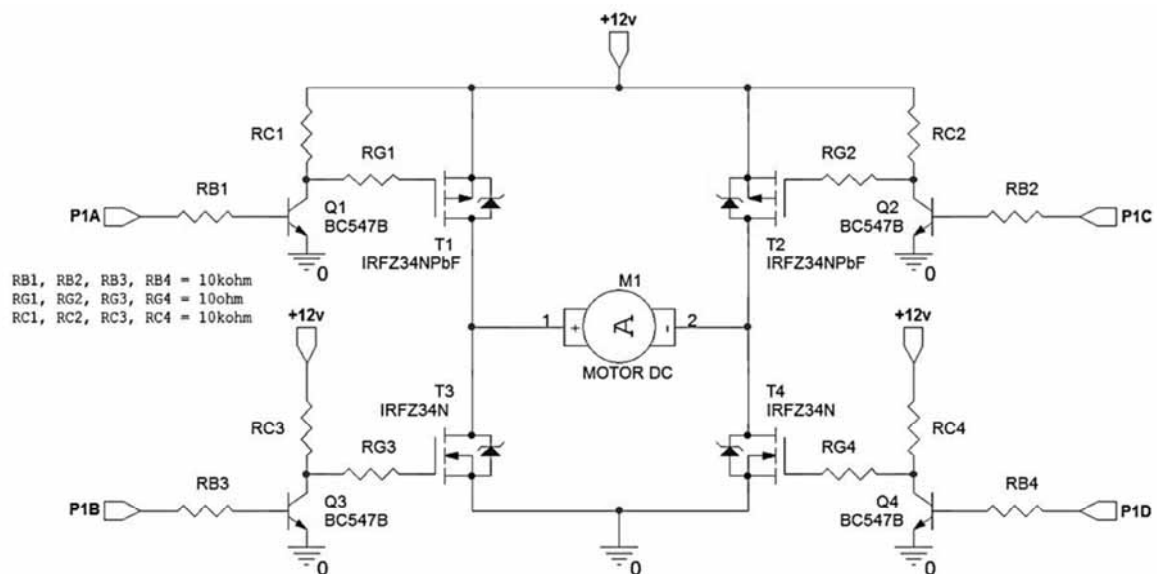 +12v
RC1
RG1
RB1
P1A
Q1
BC547B
0
T1
IRFZ34NPbF
RC2
RG2
RB2
P1C
Q2
BC547B
0
T2
IRFZ34NPbF
RB1, RB2, RB3, RB4 = 10kohm
RG1, RG2, RG3, RG4 = 10ohm
RC1, RC2, RC3, RC4 = 10kohm
M1
1
+
A
-
2
MOTOR DC
+12v
RC3
RG3
RB3
P1B
Q3
BC547B
0
T3
IRFZ34N
0
+12v
T4
IRFZ34N
RC4
RG4
RB4
P1D
Q4
BC547B
0